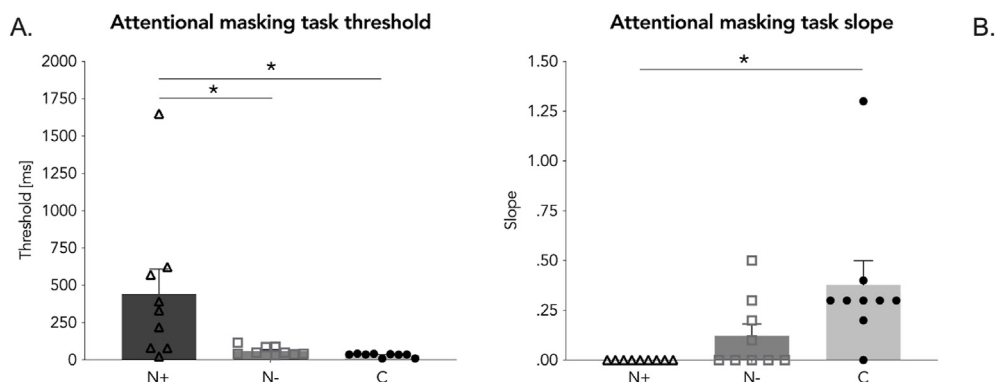 A.
Attentional masking task threshold
Threshold [ms]
2000
1750
1500
1250
1000
750
500
250
0
*
*
N+
N-
C
Attentional masking task slope
B.
Slope
1.50
1.25
1.00
.75
.50
.25
.00
*
N+
N-
C